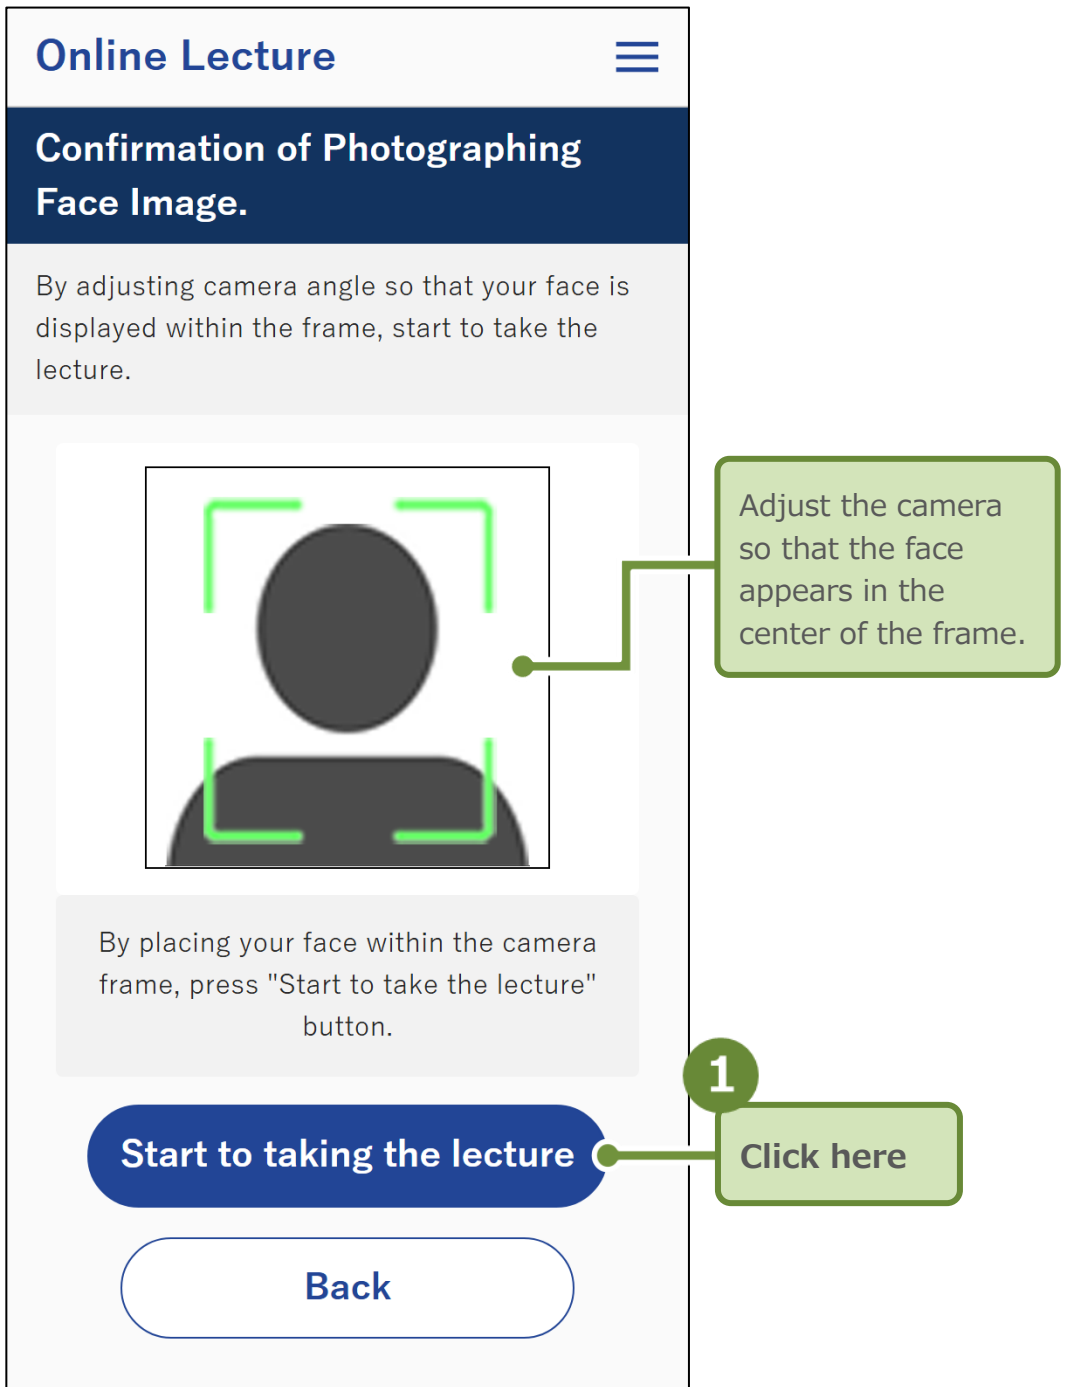 Online Lecture
Confirmation of Photographing
Face Image.
By adjusting camera angle so that your face is
displayed within the frame, start to take the
lecture.
Adjust the camera
so that the face
appears in the
center of the frame.
By placing your face within the camera
frame, press "Start to take the lecture"
button.
1
Start to taking the lecture
Click here
Back